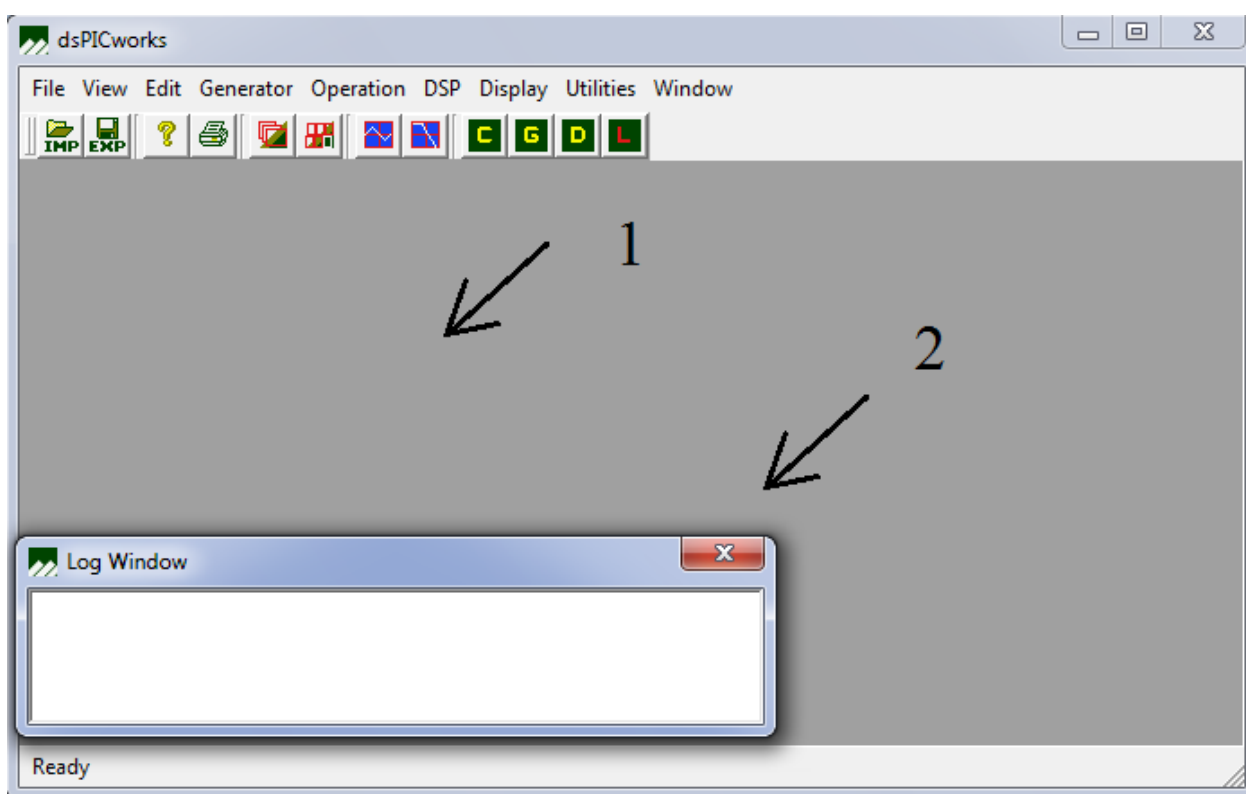 dsPICworks
File View Edit Generator Operation DSP Display Utilities Window
IMP EXP ? C G D L
1
2
Log Window
Ready